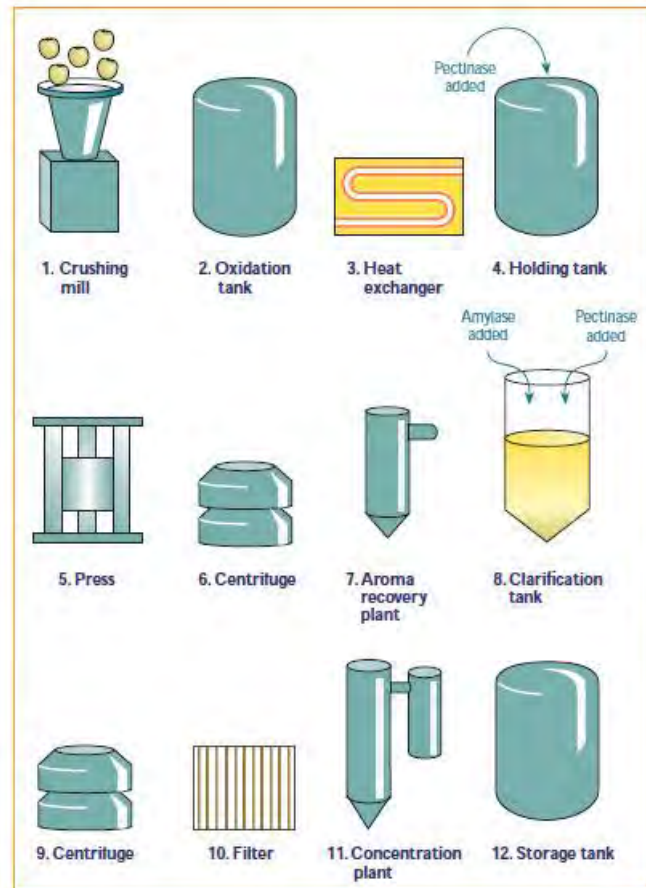 Pectinase
added
1. Crushing
mill
2. Oxidation
tank
3. Heat
exchanger
4. Holding tank
Amylase
added
Pectinase
added
5. Press
6. Centrifuge
7. Aroma
recovery
plant
8. Clarification
tank
9. Centrifuge
10. Filter
11. Concentration
plant
12. Storage tank